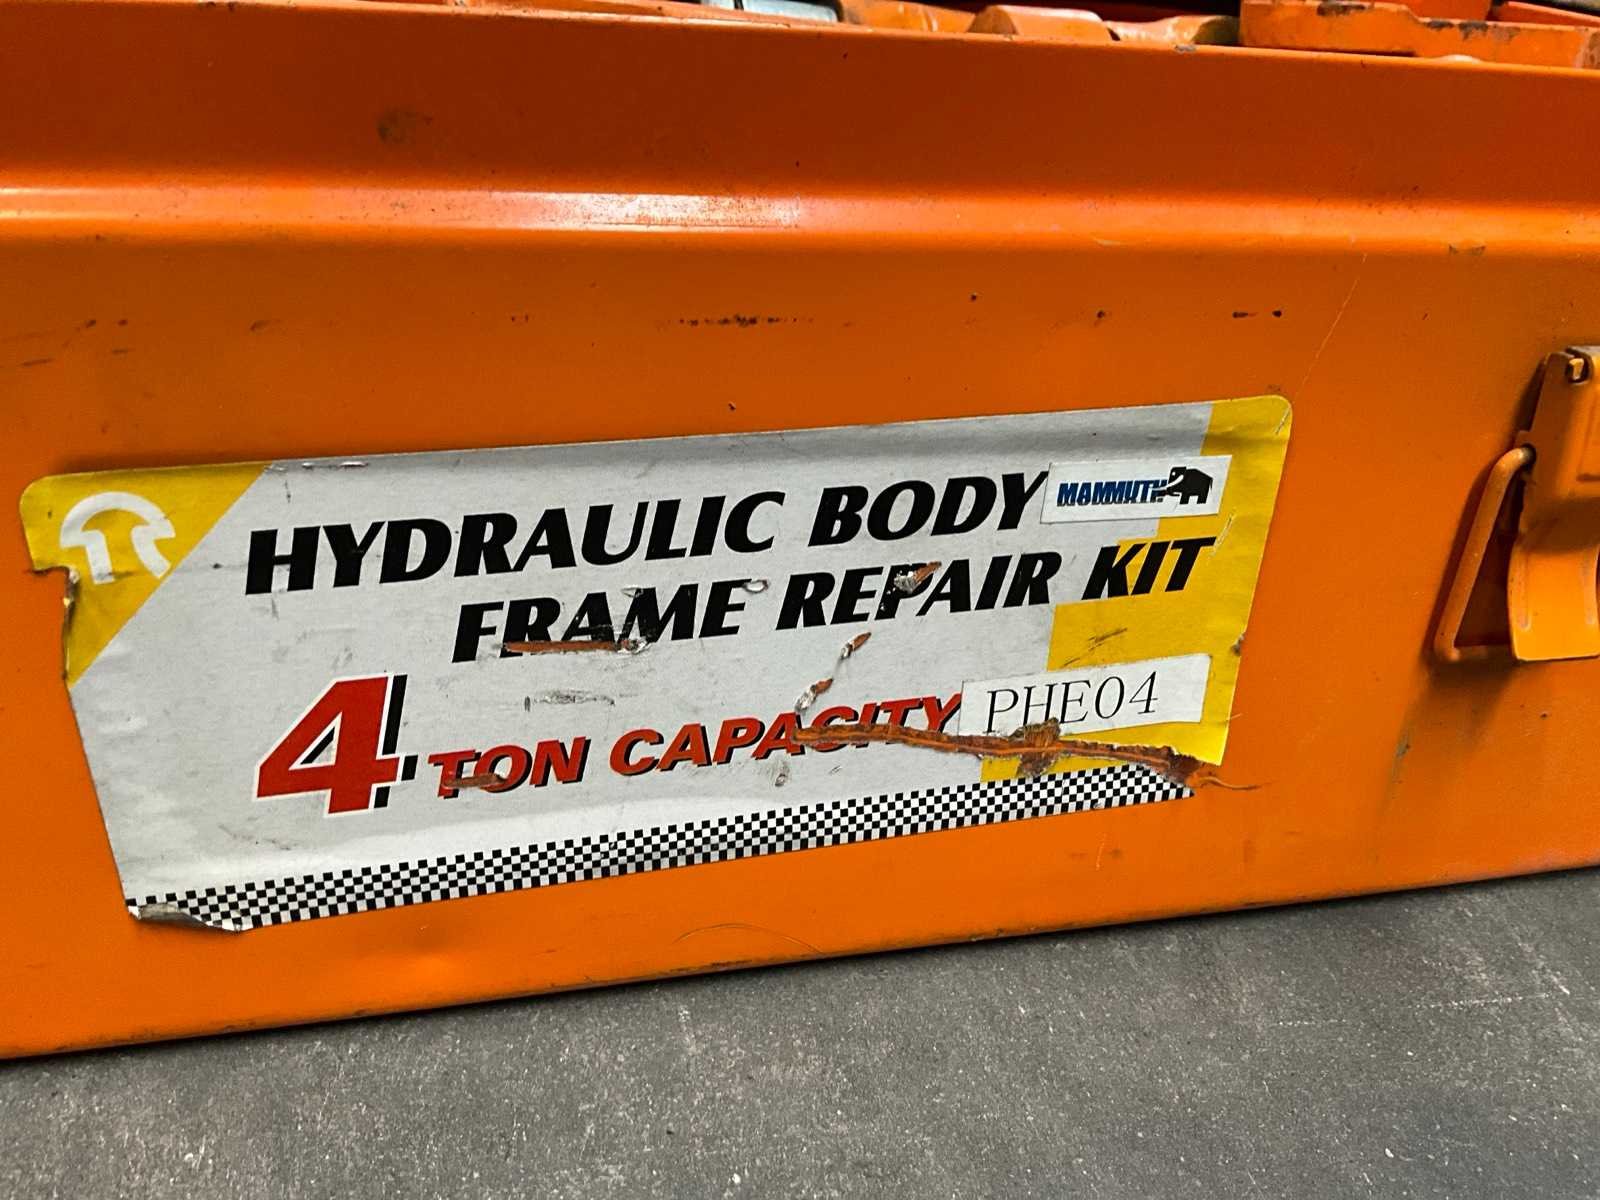 HYDRAULIC BODY MAMMUTH
FRAME REPAIR KIT
4 TON CAPACITY PHE04